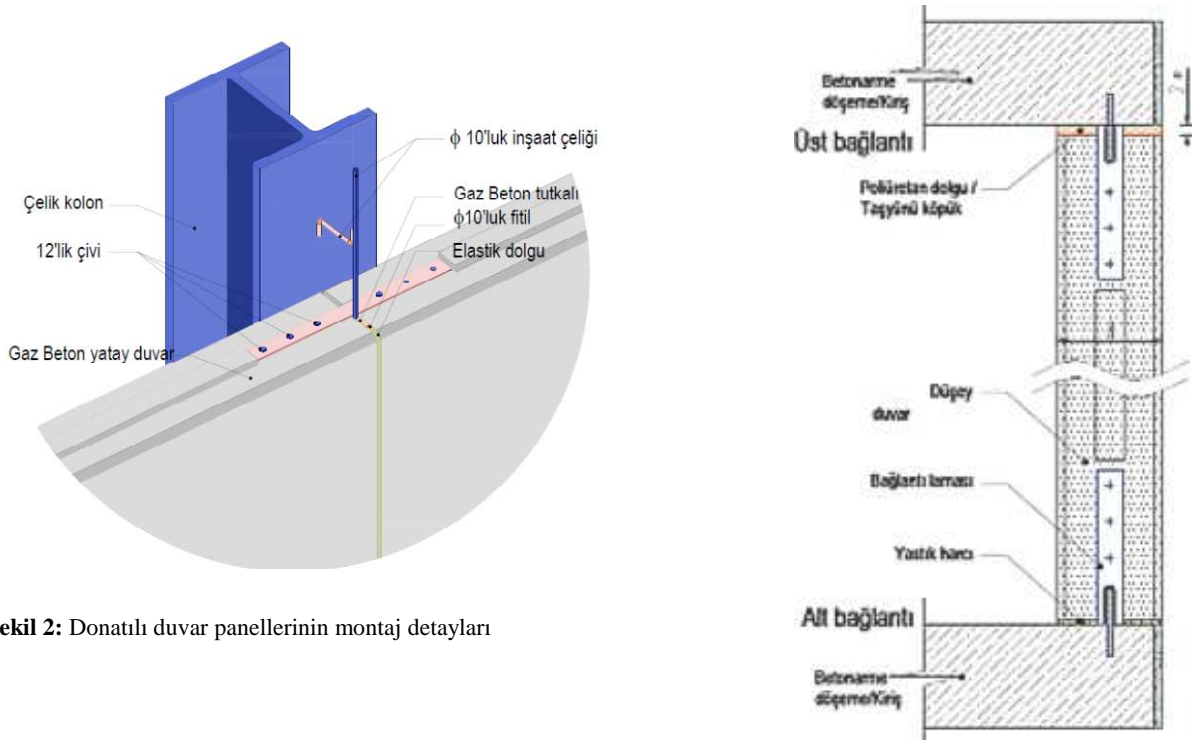 ϕ 10'luk inşaat çeliği
Gaz Beton tutkalı
ϕ10'luk fitil
Elastik dolgu
Çelik kolon
12'lik çivi
Gaz Beton yatay duvar
ekil 2: Donatılı duvar panellerinin montaj detayları
Betonarme
döşeme/Kiriş
Üst bağlantı
Poliüretan dolgu /
Taşyünü köpük
Düşey
duvar
Bağlantı laması
Yastık harcı
Alt bağlantı
Betonarme
döşeme/Kiriş